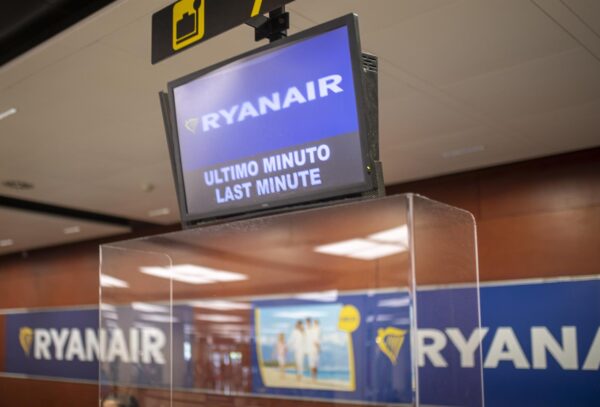 RYANAIR
ULTIMO MINUTO
LAST MINUTE
RYANAIR
RYANA